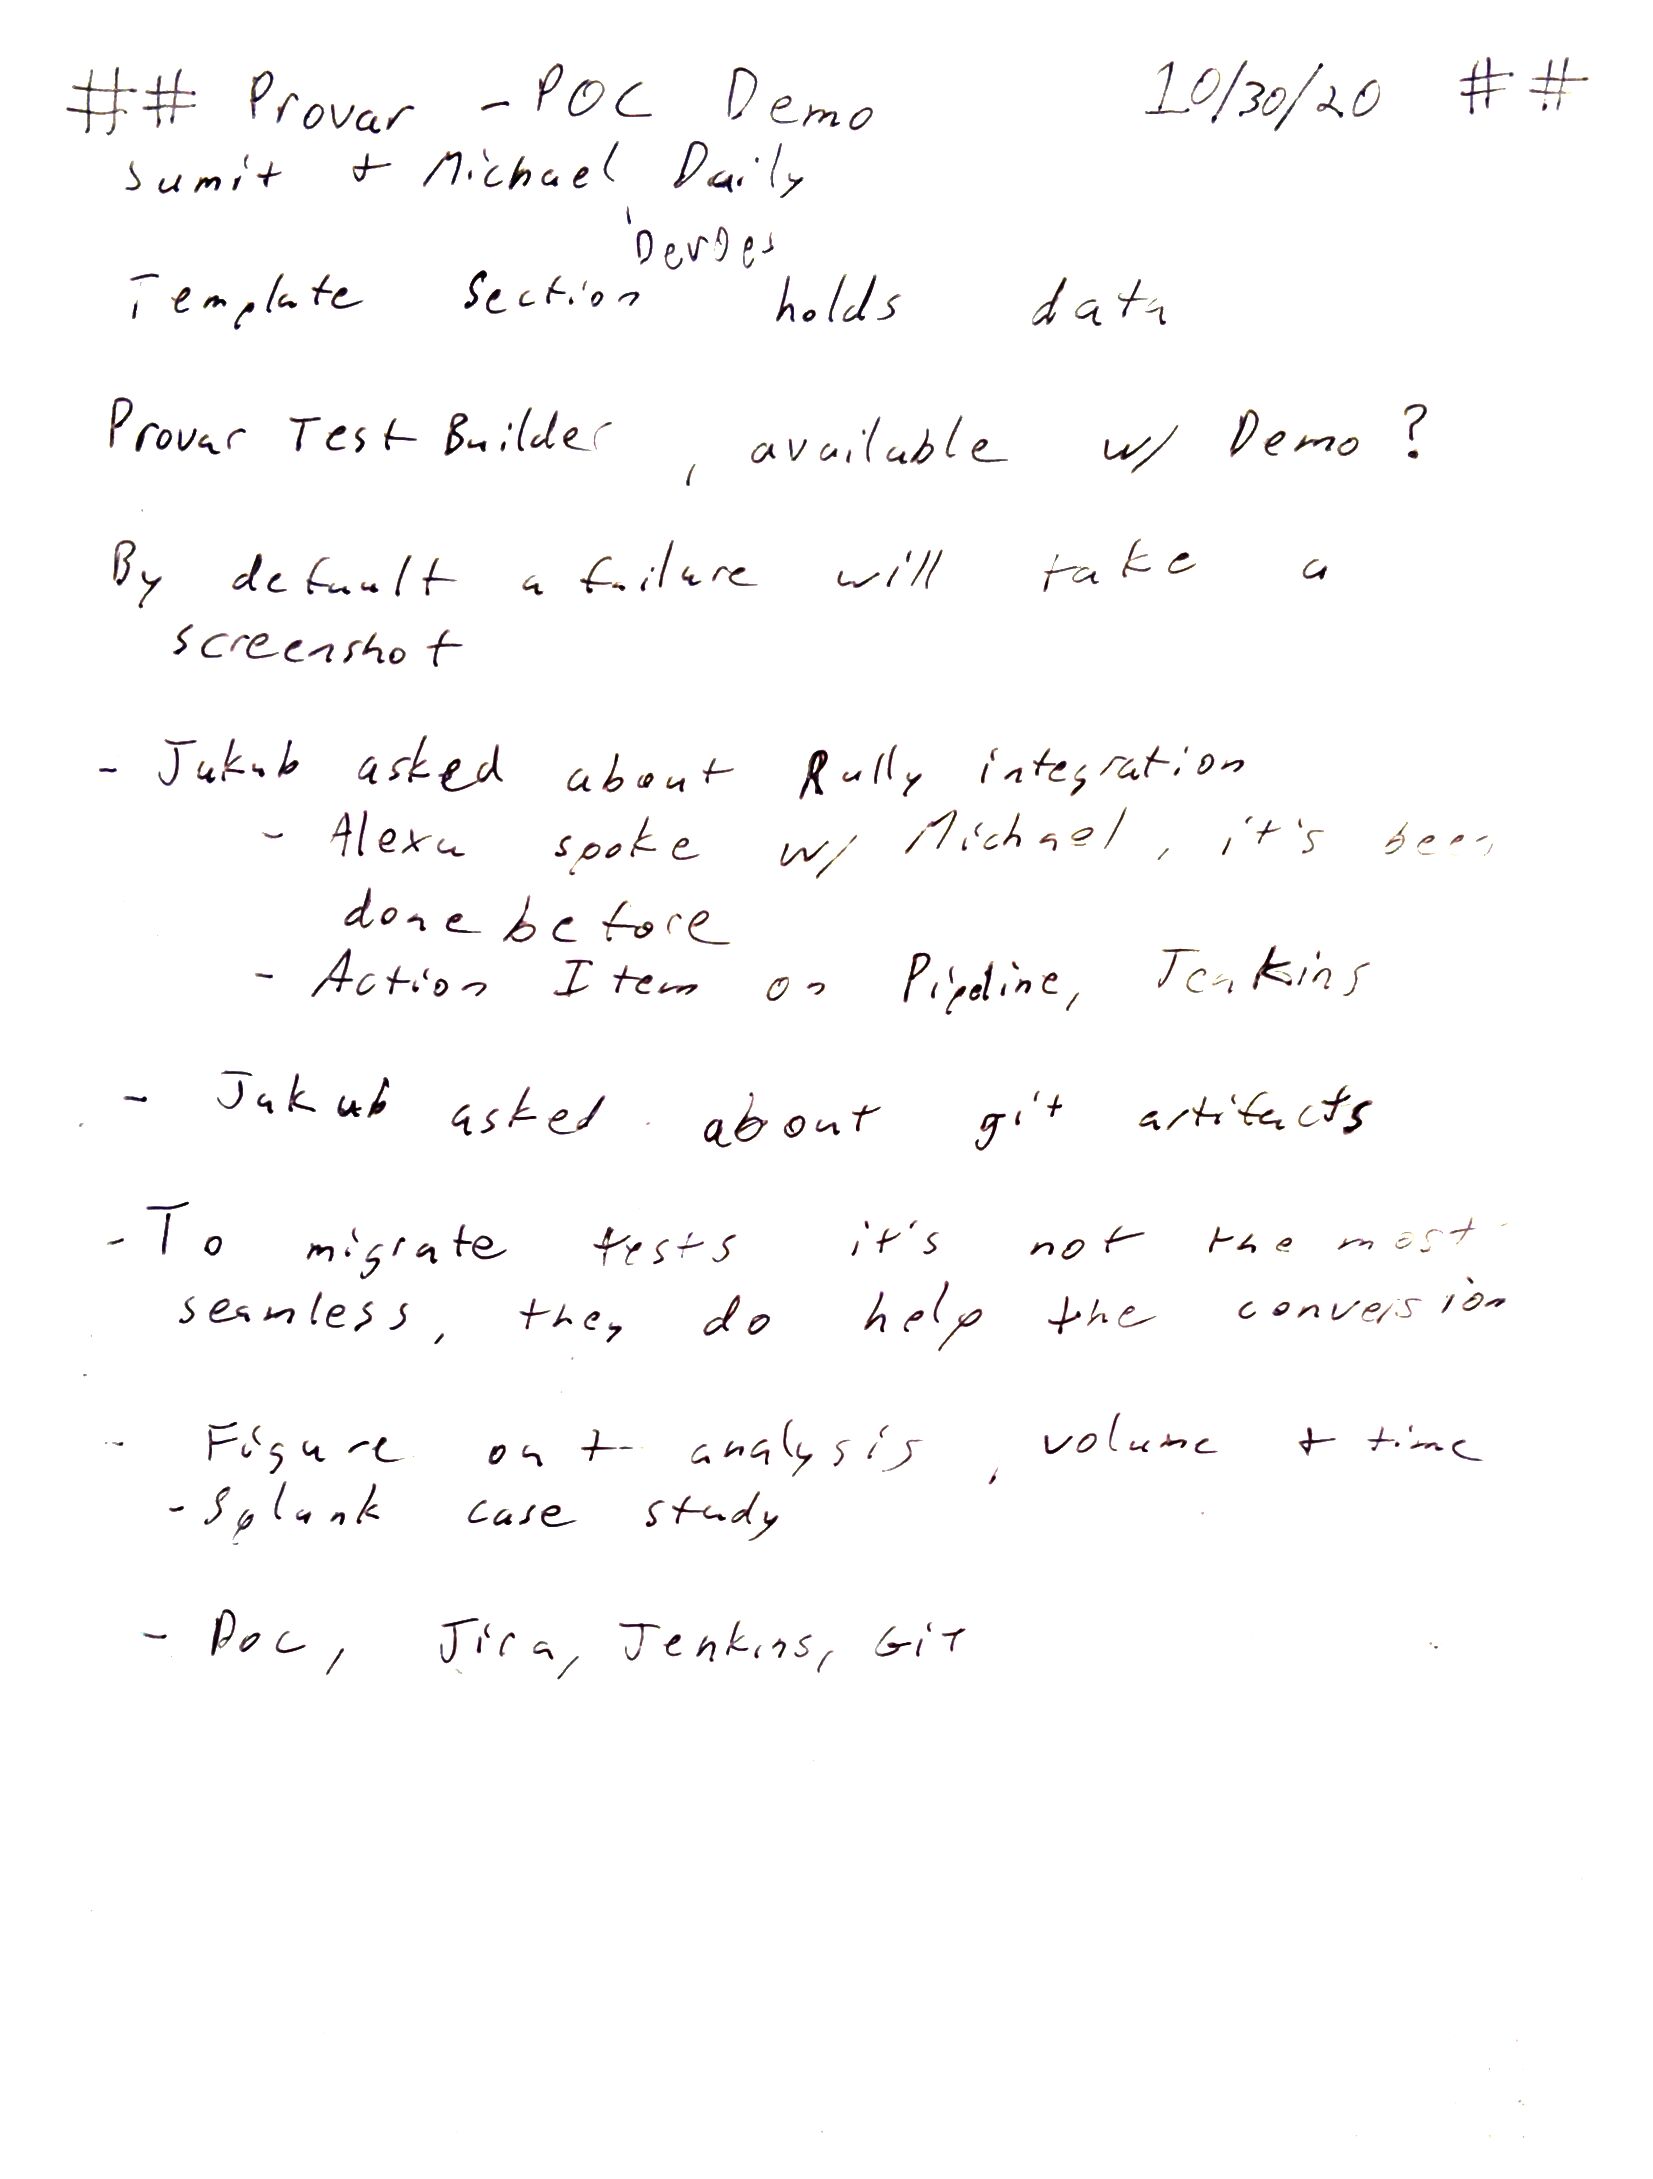 ## Provar - POC Demo 10/30/20 ##
Sumit + Michael Daily
DevDes
Template Section holds data
Provar Test Builder, available w/ Demo?
By default a failure will take a
screenshot
- Jakub asked about Rally integration
- Alexa spoke w/ Michael, it's been
done before
- Action Item on Pipeline, Jenkins
- Jakub asked about git artifacts
- To migrate tests it's not the most
seamless, they do help the conversion
- Figure out analysis, volume + time
- Splunk case study
- Doc, Jira, Jenkins, Git